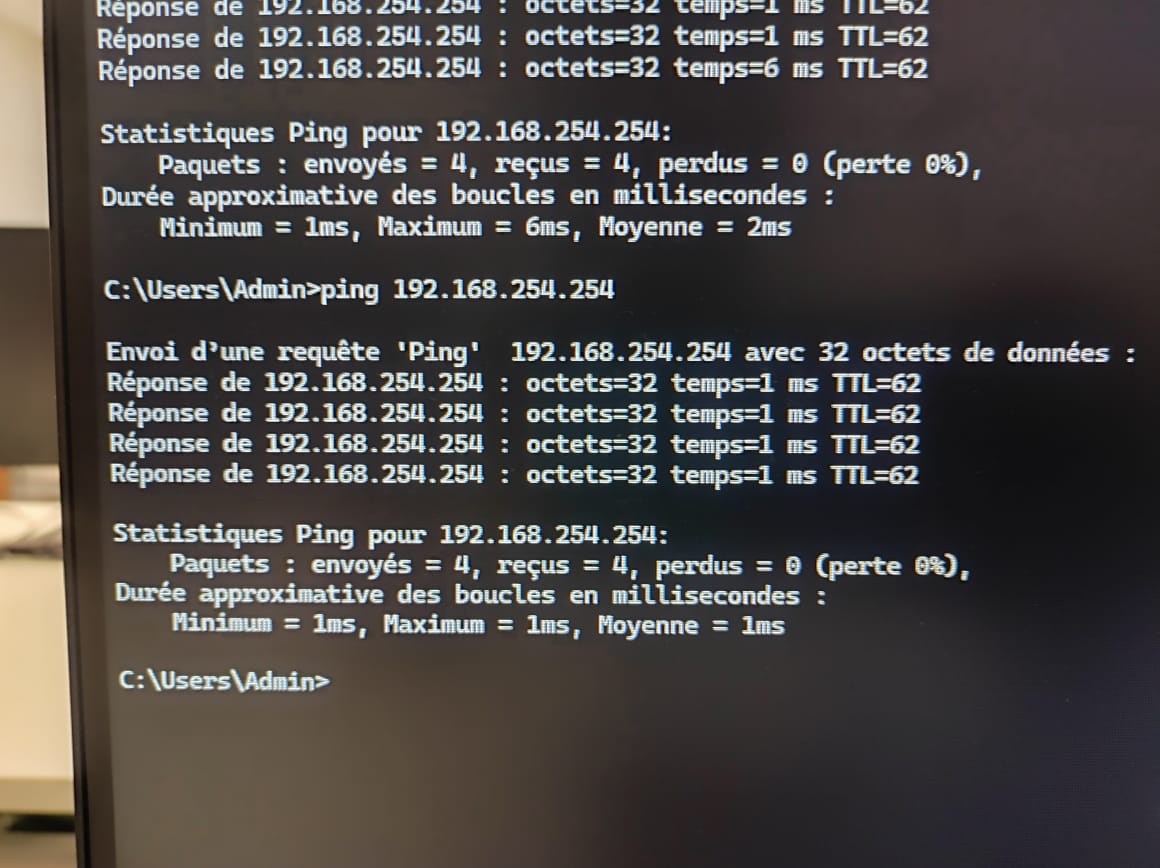 Réponse de 192.168.254.254 : octets=32 temps=1 ms TTL=62
Réponse de 192.168.254.254 : octets=32 temps=1 ms TTL=62
Réponse de 192.168.254.254 : octets=32 temps=6 ms TTL=62
Statistiques Ping pour 192.168.254.254:
Paquets : envoyés = 4, reçus = 4, perdus = 0 (perte 0%),
Durée approximative des boucles en millisecondes :
Minimum = 1ms, Maximum = 6ms, Moyenne = 2ms
C:\Users\Admin>ping 192.168.254.254
Envoi d’une requête 'Ping'  192.168.254.254 avec 32 octets de données :
Réponse de 192.168.254.254 : octets=32 temps=1 ms TTL=62
Réponse de 192.168.254.254 : octets=32 temps=1 ms TTL=62
Réponse de 192.168.254.254 : octets=32 temps=1 ms TTL=62
Réponse de 192.168.254.254 : octets=32 temps=1 ms TTL=62
Statistiques Ping pour 192.168.254.254:
Paquets : envoyés = 4, reçus = 4, perdus = 0 (perte 0%),
Durée approximative des boucles en millisecondes :
Minimum = 1ms, Maximum = 1ms, Moyenne = 1ms
C:\Users\Admin>